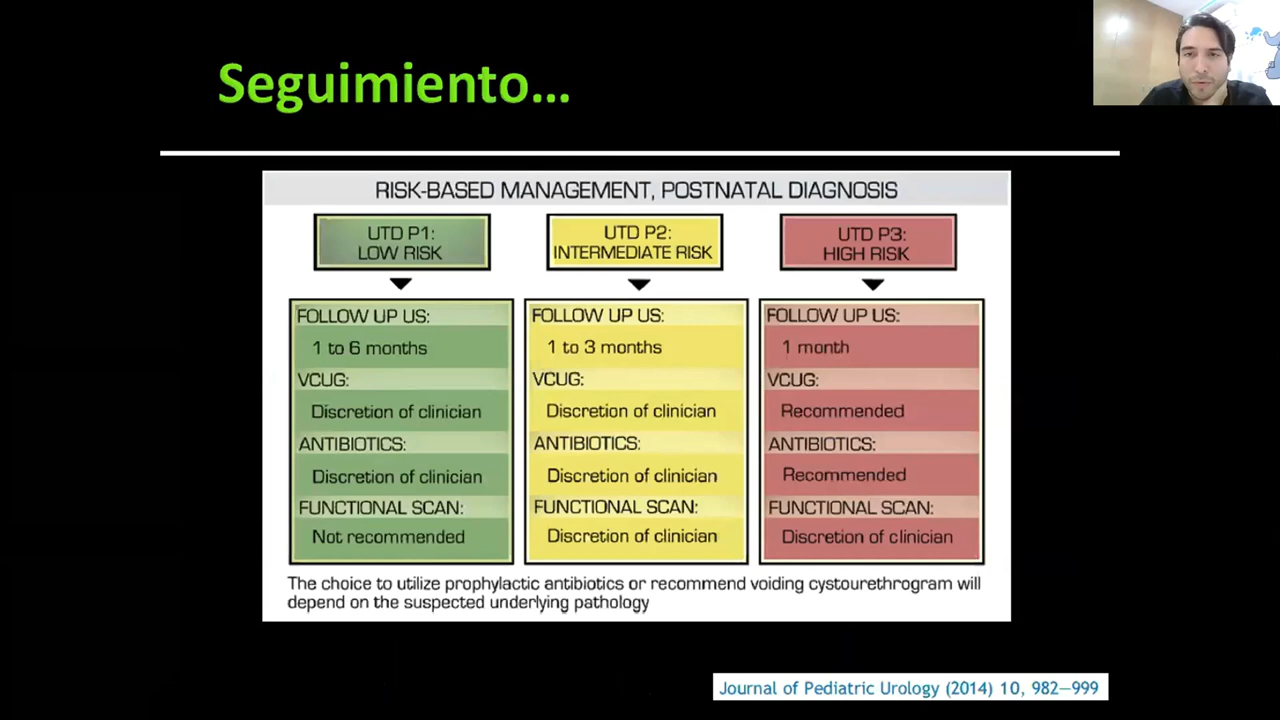 Seguimiento...
RISK-BASED MANAGEMENT, POSTNATAL DIAGNOSIS
UTD P1:
LOW RISK
UTD P2:
INTERMEDIATE RISK
UTD P3:
HIGH RISK
FOLLOW UP US:
1 to 6 months
VCUG:
Discretion of clinician
ANTIBIOTICS:
Discretion of clinician
FUNCTIONAL SCAN:
Not recommended
FOLLOW UP US:
1 to 3 months
VCUG:
Discretion of clinician
ANTIBIOTICS:
Discretion of clinician
FUNCTIONAL SCAN:
Discretion of clinician
FOLLOW UP US:
1 month
VCUG:
Recommended
ANTIBIOTICS:
Recommended
FUNCTIONAL SCAN:
Discretion of clinician
The choice to utilize prophylactic antibiotics or recommend voiding cystourethrogram will
depend on the suspected underlying pathology
Journal of Pediatric Urology (2014) 10, 982–999